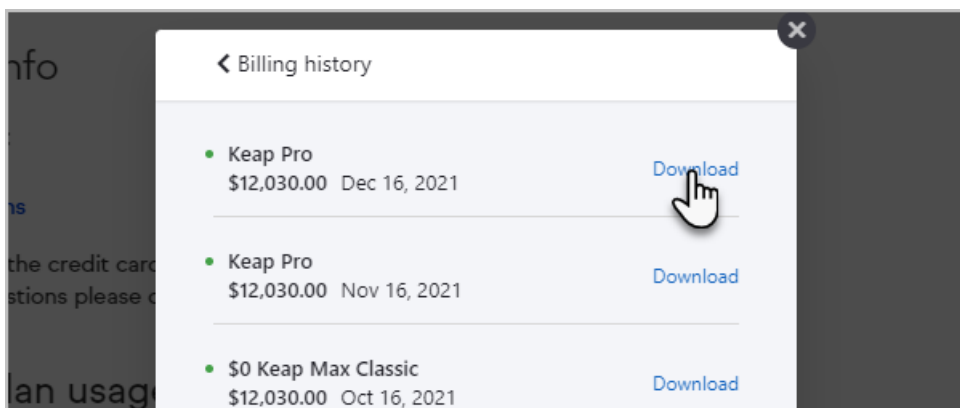 nfo
Billing history
Keap Pro
$12,030.00 Dec 16, 2021
Download
ns
Keap Pro
$12,030.00 Nov 16, 2021
Download
the credit card
stions please
$0 Keap Max Classic
$12,030.00 Oct 16, 2021
Download
lan usage